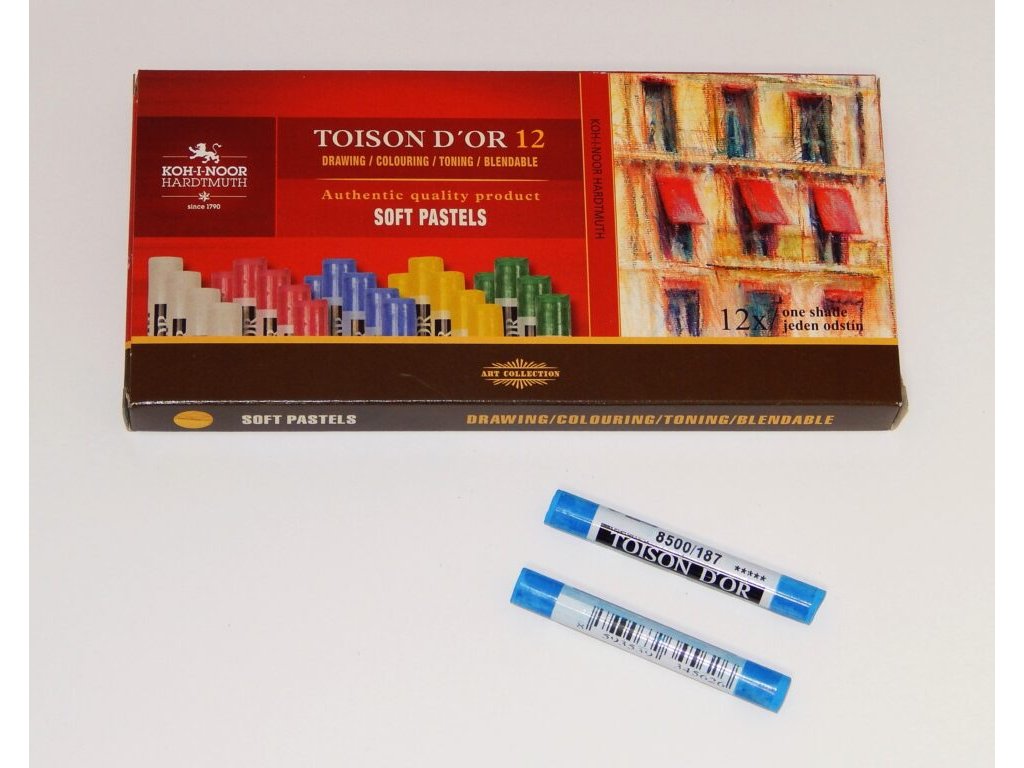 KOH-I-NOOR
HARDTMUTH
since 1790
TOISON D´OR 12
DRAWING / COLOURING / TONING / BLENDABLE
Authentic quality product
SOFT PASTELS
KOH-I-NOOR HARDTMUTH
12x one shade
jeden odstín
ART COLLECTION
SOFT PASTELS
DRAWING/COLOURING/TONING/BLENDABLE
8500/187
TOISON D'OR
*****